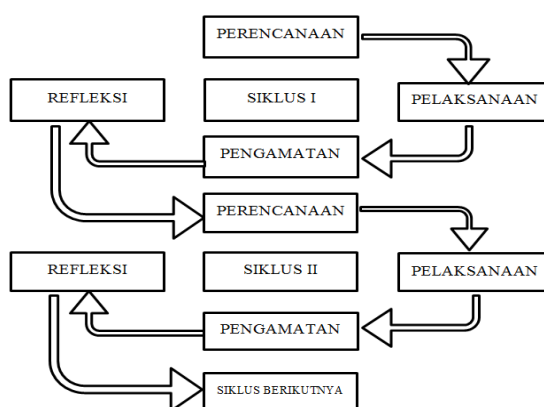 PERENCANAAN
REFLEKSI
SIKLUS I
PELAKSANAAN
PENGAMATAN
PERENCANAAN
REFLEKSI
SIKLUS II
PELAKSANAAN
PENGAMATAN
SIKLUS BERIKUTNYA